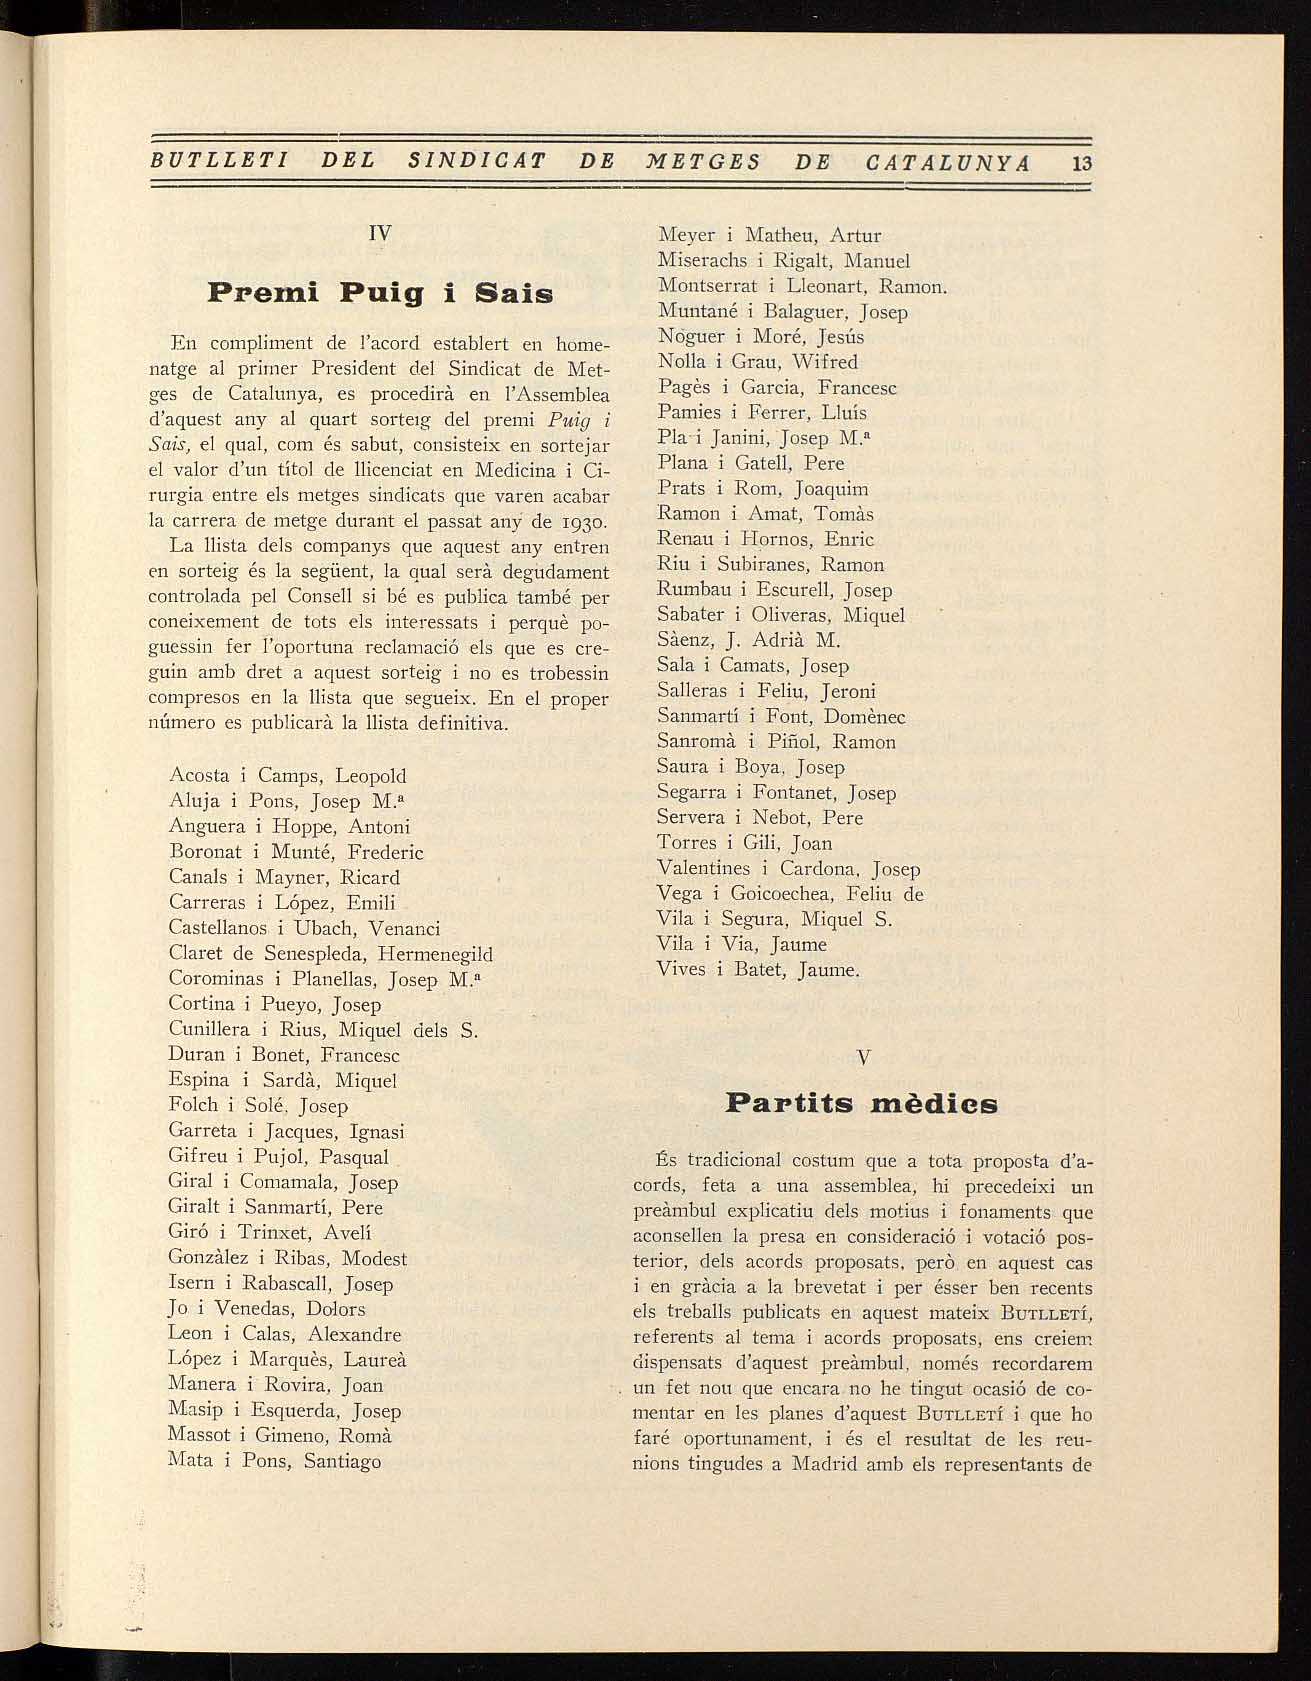 BUTLLETI DEL SINDICAT DE METGES DE CATALUNYA 13
IV
Premi Puig i Sais
En compliment de l'acord establert en home-
natge al primer President del Sindicat de Met-
ges de Catalunya, es procedirà en l'Assemblea
d'aquest any al quart sorteig del premi Puig i
Sais, el qual, com és sabut, consisteix en sortejar
el valor d'un títol de llicenciat en Medicina i Ci-
rurgia entre els metges sindicats que varen acabar
la carrera de metge durant el passat any de 1930.
La llista dels companys que aquest any entren
en sorteig és la següent, la qual serà degudament
controlada pel Consell si bé es publica també per
coneixement de tots els interessats i perquè po-
guessin fer l'oportuna reclamació els que es cre-
guin amb dret a aquest sorteig i no es trobessin
compresos en la llista que segueix. En el proper
número es publicarà la llista definitiva.
Acosta i Camps, Leopold
Aluja i Pons, Josep M.ª
Anguera i Hoppe, Antoni
Boronat i Munté, Frederic
Canals i Mayner, Ricard
Carreras i López, Emili
Castellanos i Ubach, Venanci
Claret de Senespleda, Hermenegild
Corominas i Planellas, Josep M.ª
Cortina i Pueyo, Josep
Cunillera i Rius, Miquel dels S.
Duran i Bonet, Francesc
Espina i Sardà, Miquel
Folch i Solé, Josep
Garreta i Jacques, Ignasi
Gifreu i Pujol, Pasqual
Giral i Comamala, Josep
Giralt i Sanmartí, Pere
Giró i Trinxet, Avelí
Gonzàlez i Ribas, Modest
Isern i Rabascall, Josep
Jo i Venedas, Dolors
Leon i Calas, Alexandre
López i Marquès, Laureà
Manera i Rovira, Joan
Masip i Esquerda, Josep
Massot i Gimeno, Romà
Mata i Pons, Santiago
Meyer i Matheu, Artur
Miserachs i Rigalt, Manuel
Montserrat i Lleonart, Ramon.
Muntané i Balaguer, Josep
Noguer i Moré, Jesús
Nolla i Grau, Wifred
Pagès i Garcia, Francesc
Pamies i Ferrer, Lluís
Pla i Janini, Josep M.ª
Plana i Gatell, Pere
Prats i Rom, Joaquim
Ramon i Amat, Tomàs
Renau i Hornos, Enric
Riu i Subiranes, Ramon
Rumbau i Escurell, Josep
Sabater i Oliveras, Miquel
Sàenz, J. Adrià M.
Sala i Camats, Josep
Salleras i Feliu, Jeroni
Sanmartí i Font, Domènec
Sanromà i Piñol, Ramon
Saura i Boya, Josep
Segarra i Fontanet, Josep
Servera i Nebot, Pere
Torres i Gili, Joan
Valentines i Cardona, Josep
Vega i Goicoechea, Feliu de
Vila i Segura, Miquel S.
Vila i Via, Jaume
Vives i Batet, Jaume.
V
Partits mèdics
És tradicional costum que a tota proposta d'a-
cords, feta a una assemblea, hi precedeixi un
preàmbul explicatiu dels motius i fonaments que
aconsellen la presa en consideració i votació pos-
terior, dels acords proposats, però en aquest cas
i en gràcia a la brevetat i per ésser ben recents
els treballs publicats en aquest mateix BUTLLETÍ,
referents al tema i acords proposats, ens creiem
dispensats d'aquest preàmbul, només recordarem
un fet nou que encara no he tingut ocasió de co-
mentar en les planes d'aquest BUTLLETÍ i que ho
faré oportunament, i és el resultat de les reu-
nions tingudes a Madrid amb els representants de